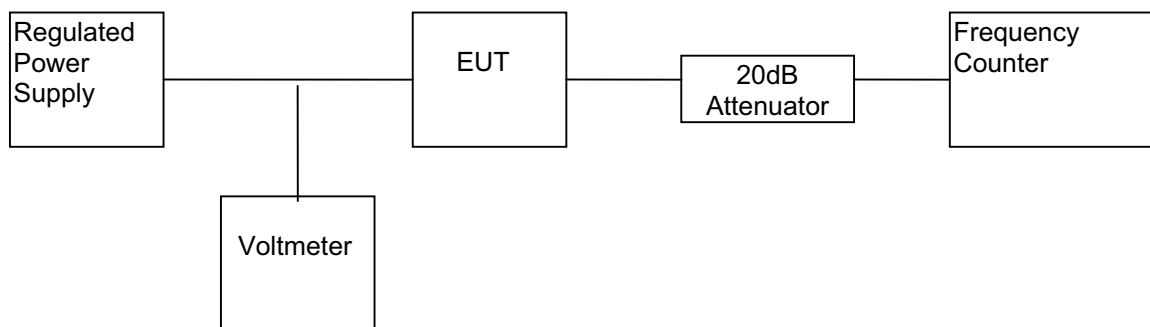 Regulated
Power
Supply
EUT
20dB
Attenuator
Frequency
Counter
Voltmeter